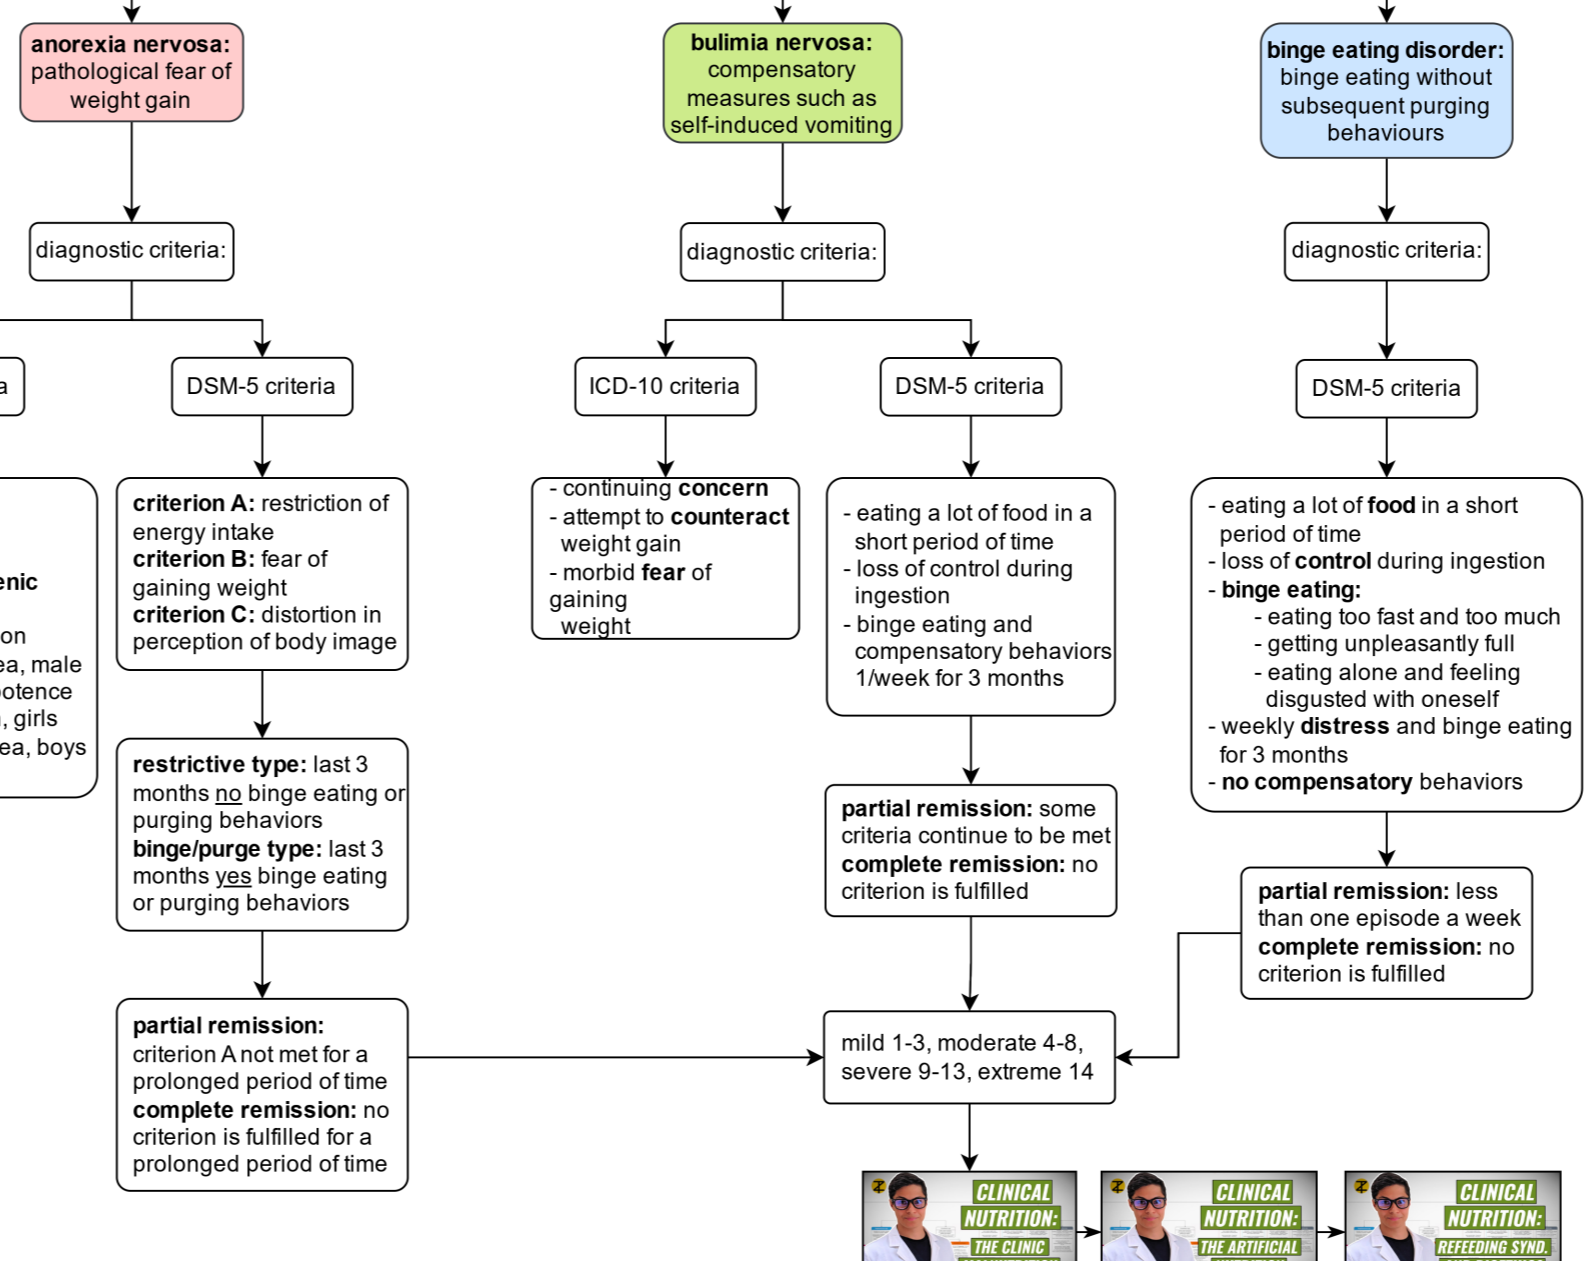 anorexia nervosa:
pathological fear of
weight gain
diagnostic criteria:
a
DSM-5 criteria
enic
on
ea, male
potence
, girls
ea, boys
criterion A: restriction of
energy intake
criterion B: fear of
gaining weight
criterion C: distortion in
perception of body image
restrictive type: last 3
months no binge eating or
purging behaviors
binge/purge type: last 3
months yes binge eating
or purging behaviors
partial remission:
criterion A not met for a
prolonged period of time
complete remission: no
criterion is fulfilled for a
prolonged period of time
bulimia nervosa:
compensatory
measures such as
self-induced vomiting
diagnostic criteria:
ICD-10 criteria
- continuing concern
- attempt to counteract
weight gain
- morbid fear of
gaining
weight
DSM-5 criteria
- eating a lot of food in a
short period of time
- loss of control during
ingestion
- binge eating and
compensatory behaviors
1/week for 3 months
partial remission: some
criteria continue to be met
complete remission: no
criterion is fulfilled
mild 1-3, moderate 4-8,
severe 9-13, extreme 14
binge eating disorder:
binge eating without
subsequent purging
behaviours
diagnostic criteria:
DSM-5 criteria
- eating a lot of food in a short
period of time
- loss of control during ingestion
- binge eating:
- eating too fast and too much
- getting unpleasantly full
- eating alone and feeling
disgusted with oneself
- weekly distress and binge eating
for 3 months
- no compensatory behaviors
partial remission: less
than one episode a week
complete remission: no
criterion is fulfilled
CLINICAL
NUTRITION:
THE CLINIC
CLINICAL
NUTRITION:
THE ARTIFICIAL
CLINICAL
NUTRITION:
REFEEDING SYND.